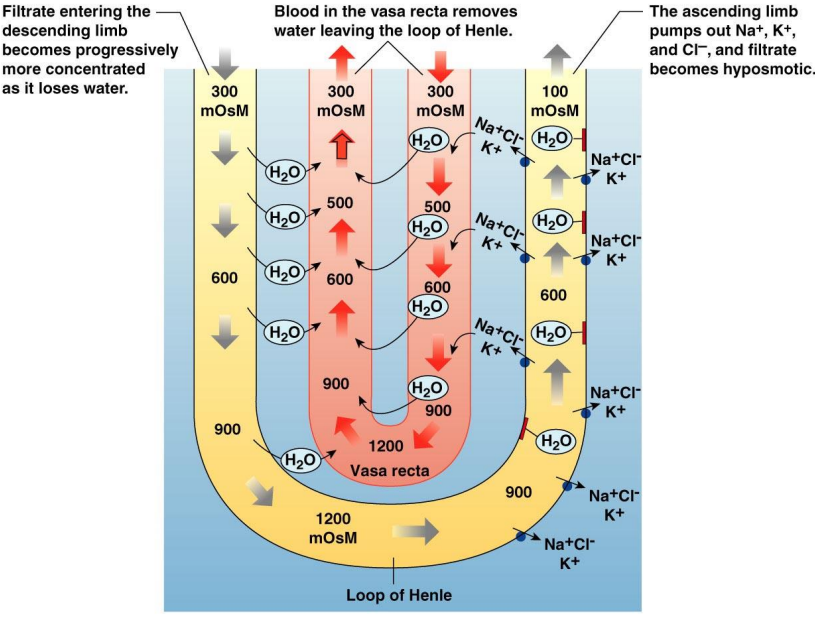 Filtrate entering the
descending limb
becomes progressively
more concentrated
as it loses water.
Blood in the vasa recta removes
water leaving the loop of Henle.
The ascending limb
pumps out Na+, K+,
and Cl–, and filtrate
becomes hyposmotic.
300
mOsM
300
mOsM
300
mOsM
100
mOsM
H2O
H2O
H2O
Na+Cl-
K+
Na+Cl-
K+
500
500
H2O
H2O
H2O
Na+Cl-
K+
Na+Cl-
K+
600
H2O
600
600
600
H2O
H2O
H2O
Na+Cl-
K+
900
H2O
900
Na+Cl-
K+
900
H2O
1200
Vasa recta
H2O
900
Na+Cl-
K+
1200
mOsM
Na+Cl-
K+
Loop of Henle